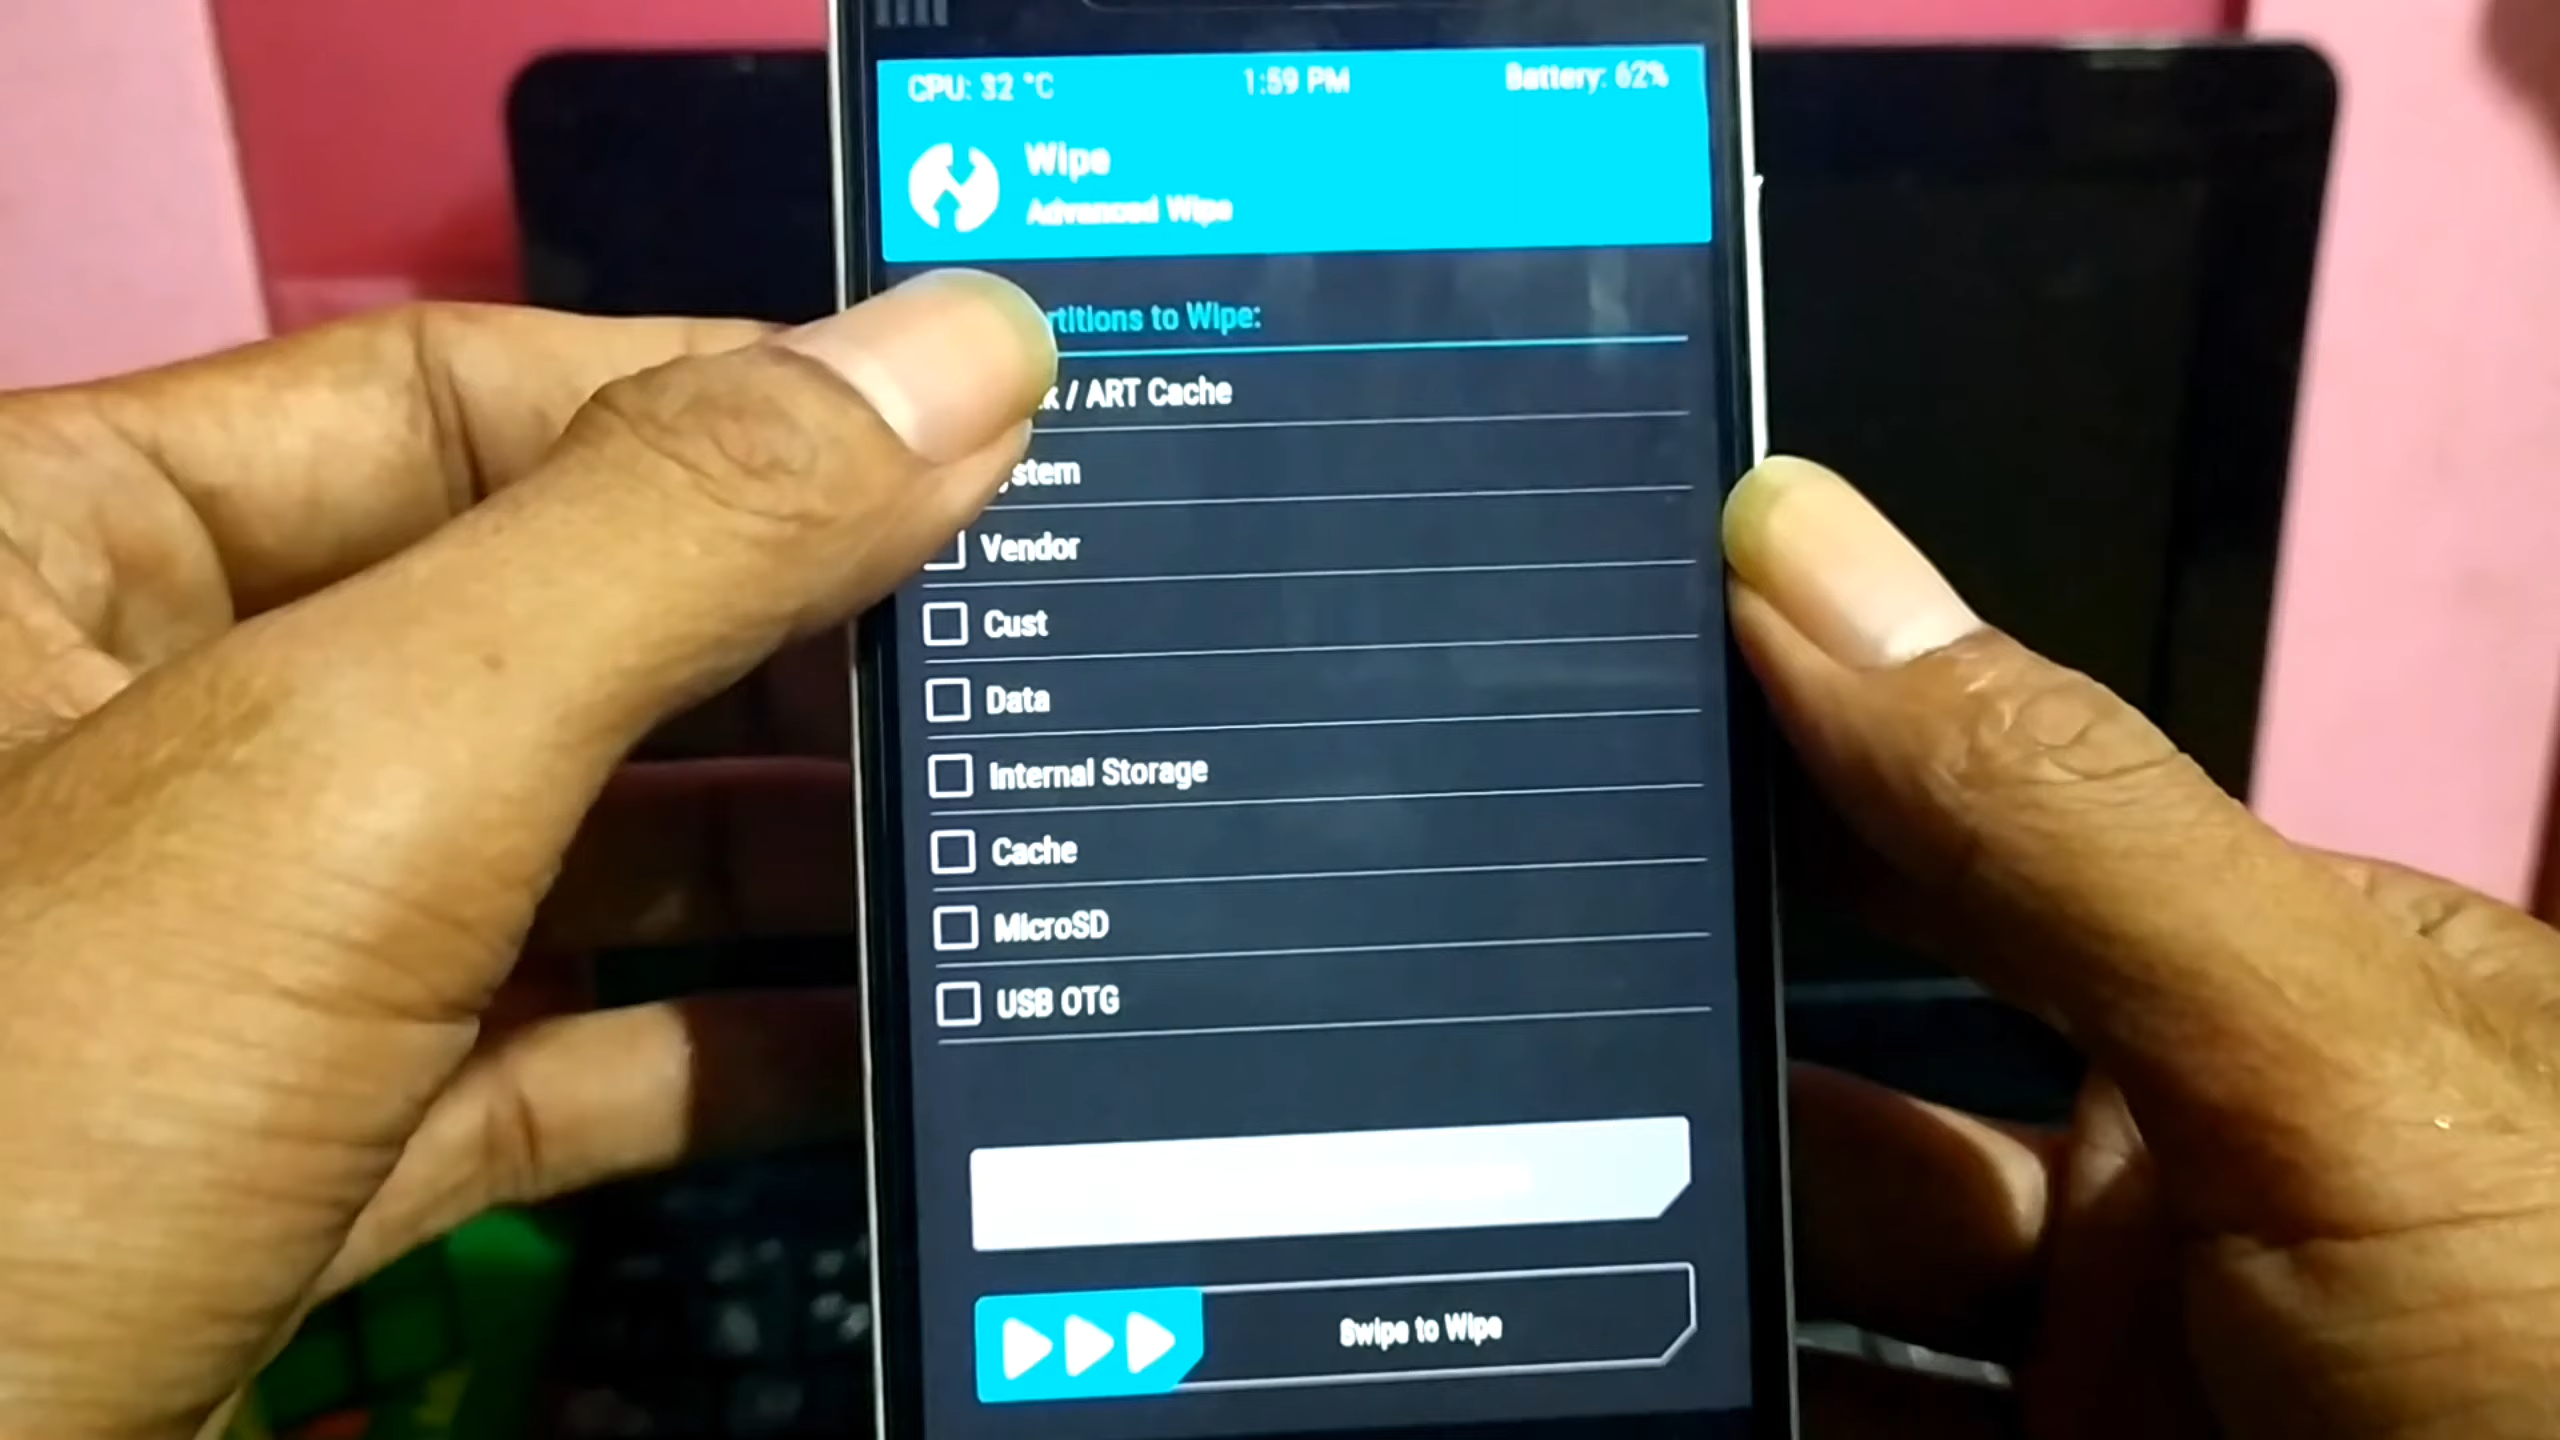 CPU: 32 °C 1:59 PM Battery: 62%
Wipe
Advanced Wipe
rtitions to Wipe:
k / ART Cache
ystem
Vendor
Cust
Data
Internal Storage
Cache
MicroSD
USB OTG
Swipe to Wipe